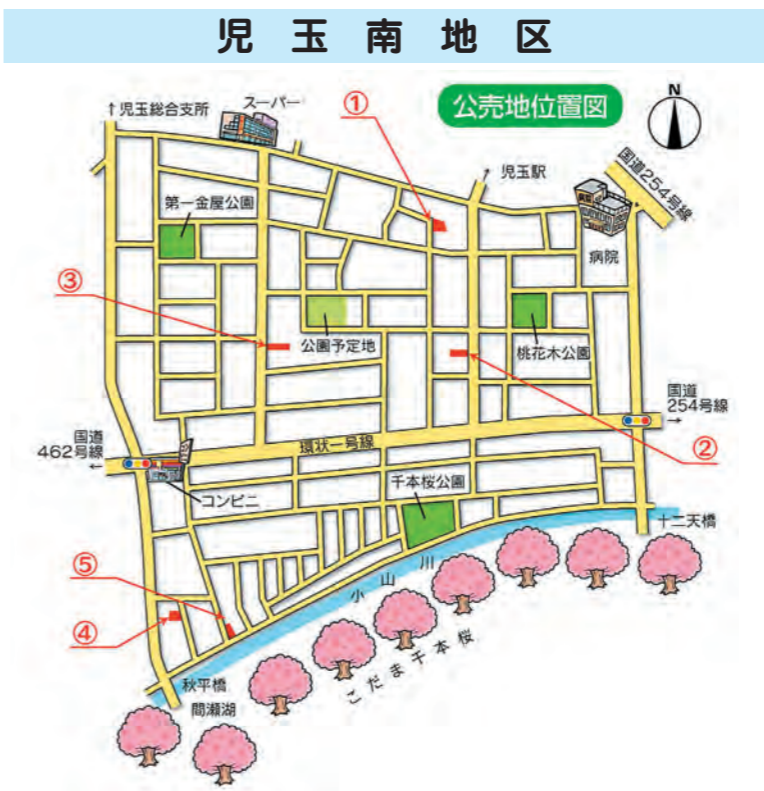 児玉南地区
公売地位置図
N
↑児玉総合支所
スーパー
①
↑児玉駅
国道254号線
第一金屋公園
病院
③
公園予定地
桃花木公園
国道
254号線
→
国道
462号線
←
環状一号線
②
コンビニ
千本桜公園
十二天橋
小山川
⑤
④
こだま千本桜
秋平橋
間瀬湖